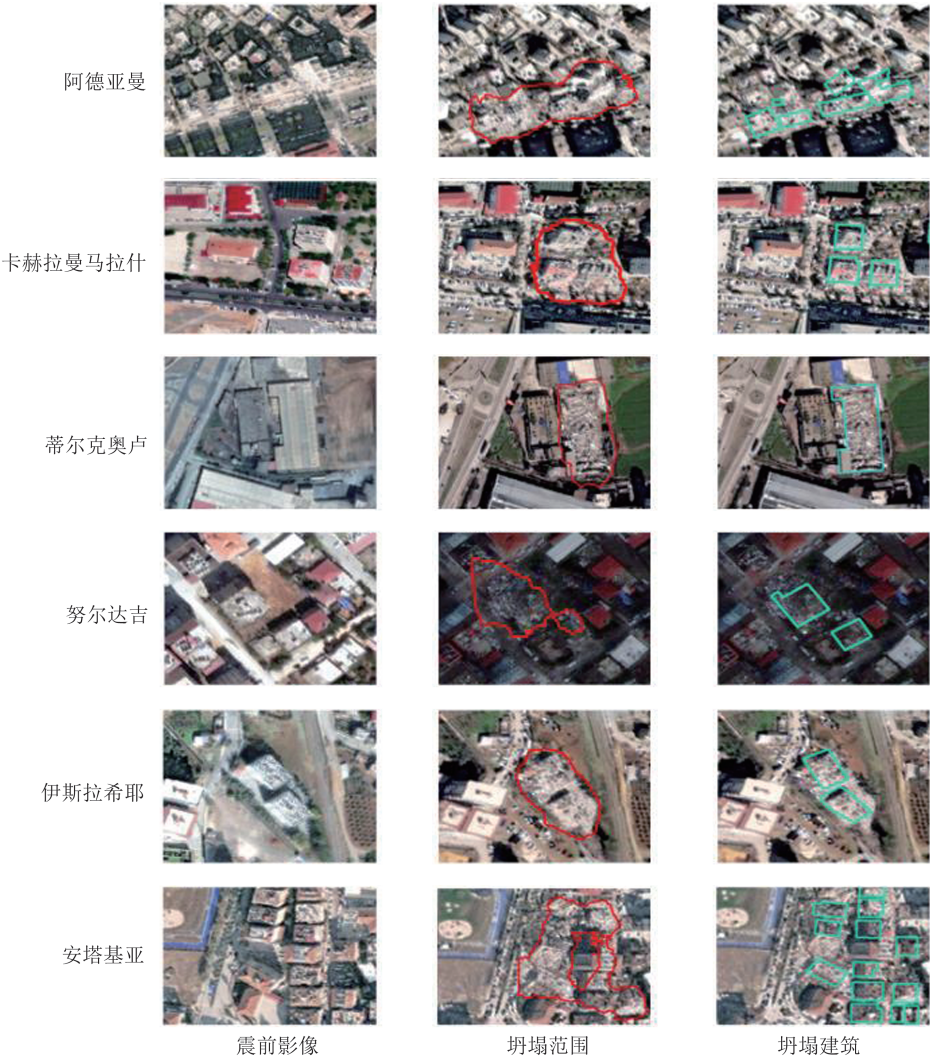 阿德亚曼
卡赫拉曼马拉什
蒂尔克奥卢
努尔达吉
伊斯拉希耶
安塔基亚
震前影像 坍塌范围 坍塌建筑